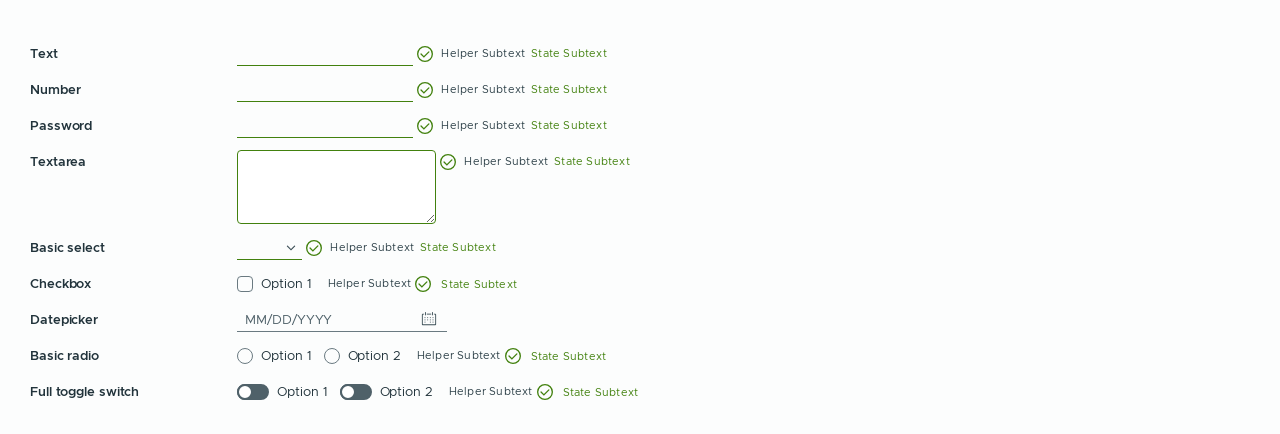 Text Helper Subtext State Subtext
Number Helper Subtext State Subtext
Password Helper Subtext State Subtext
Textarea Helper Subtext State Subtext
Basic select Helper Subtext State Subtext
Checkbox Option 1 Helper Subtext State Subtext
Datepicker MM/DD/YYYY
Basic radio Option 1 Option 2 Helper Subtext State Subtext
Full toggle switch Option 1 Option 2 Helper Subtext State Subtext